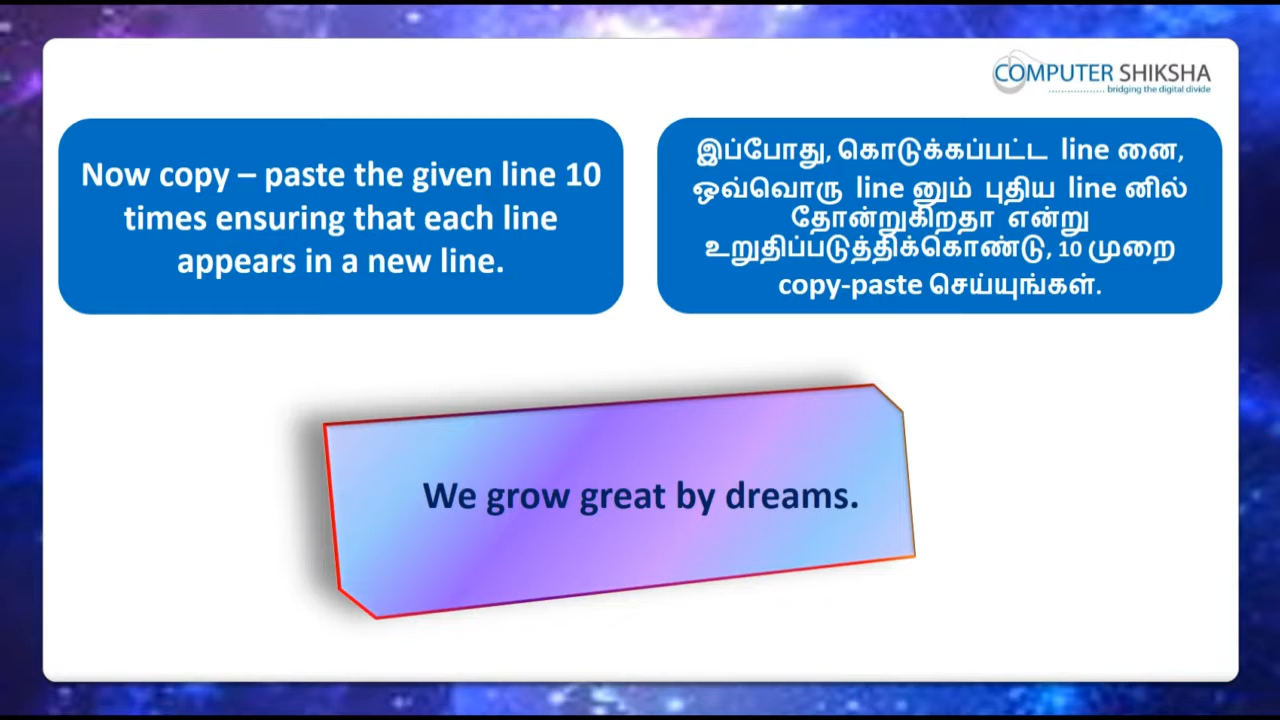 COMPUTER SHIKSHA
bridging the digital divide
Now copy – paste the given line 10
times ensuring that each line
appears in a new line.
இப்போது, கொடுக்கப்பட்ட line னை,
ஒவ்வொரு line னும் புதிய line னில்
தோன்றுகிறதா என்று
உறுதிப்படுத்திக்கொண்டு, 10 முறை
copy-paste செய்யுங்கள்.
We grow great by dreams.